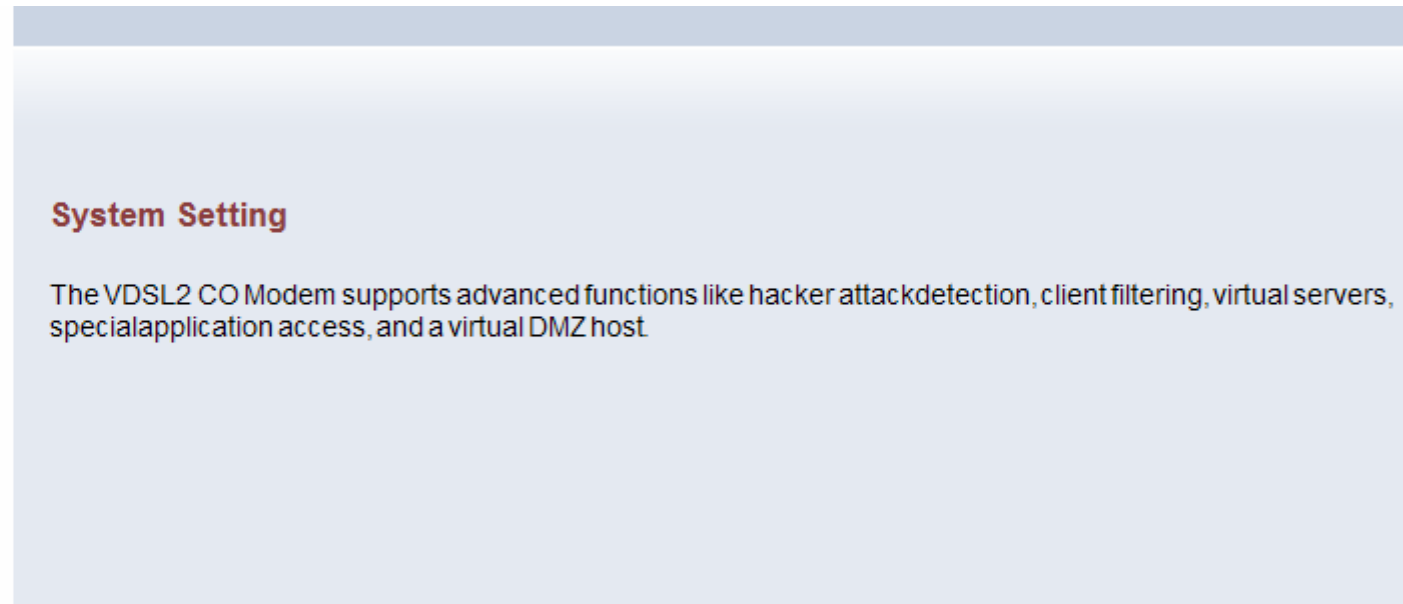 System Setting
The VDSL2 CO Modem supports advanced functions like hacker attackdetection, client filtering, virtual servers,
specialapplication access, and a virtual DMZ host.